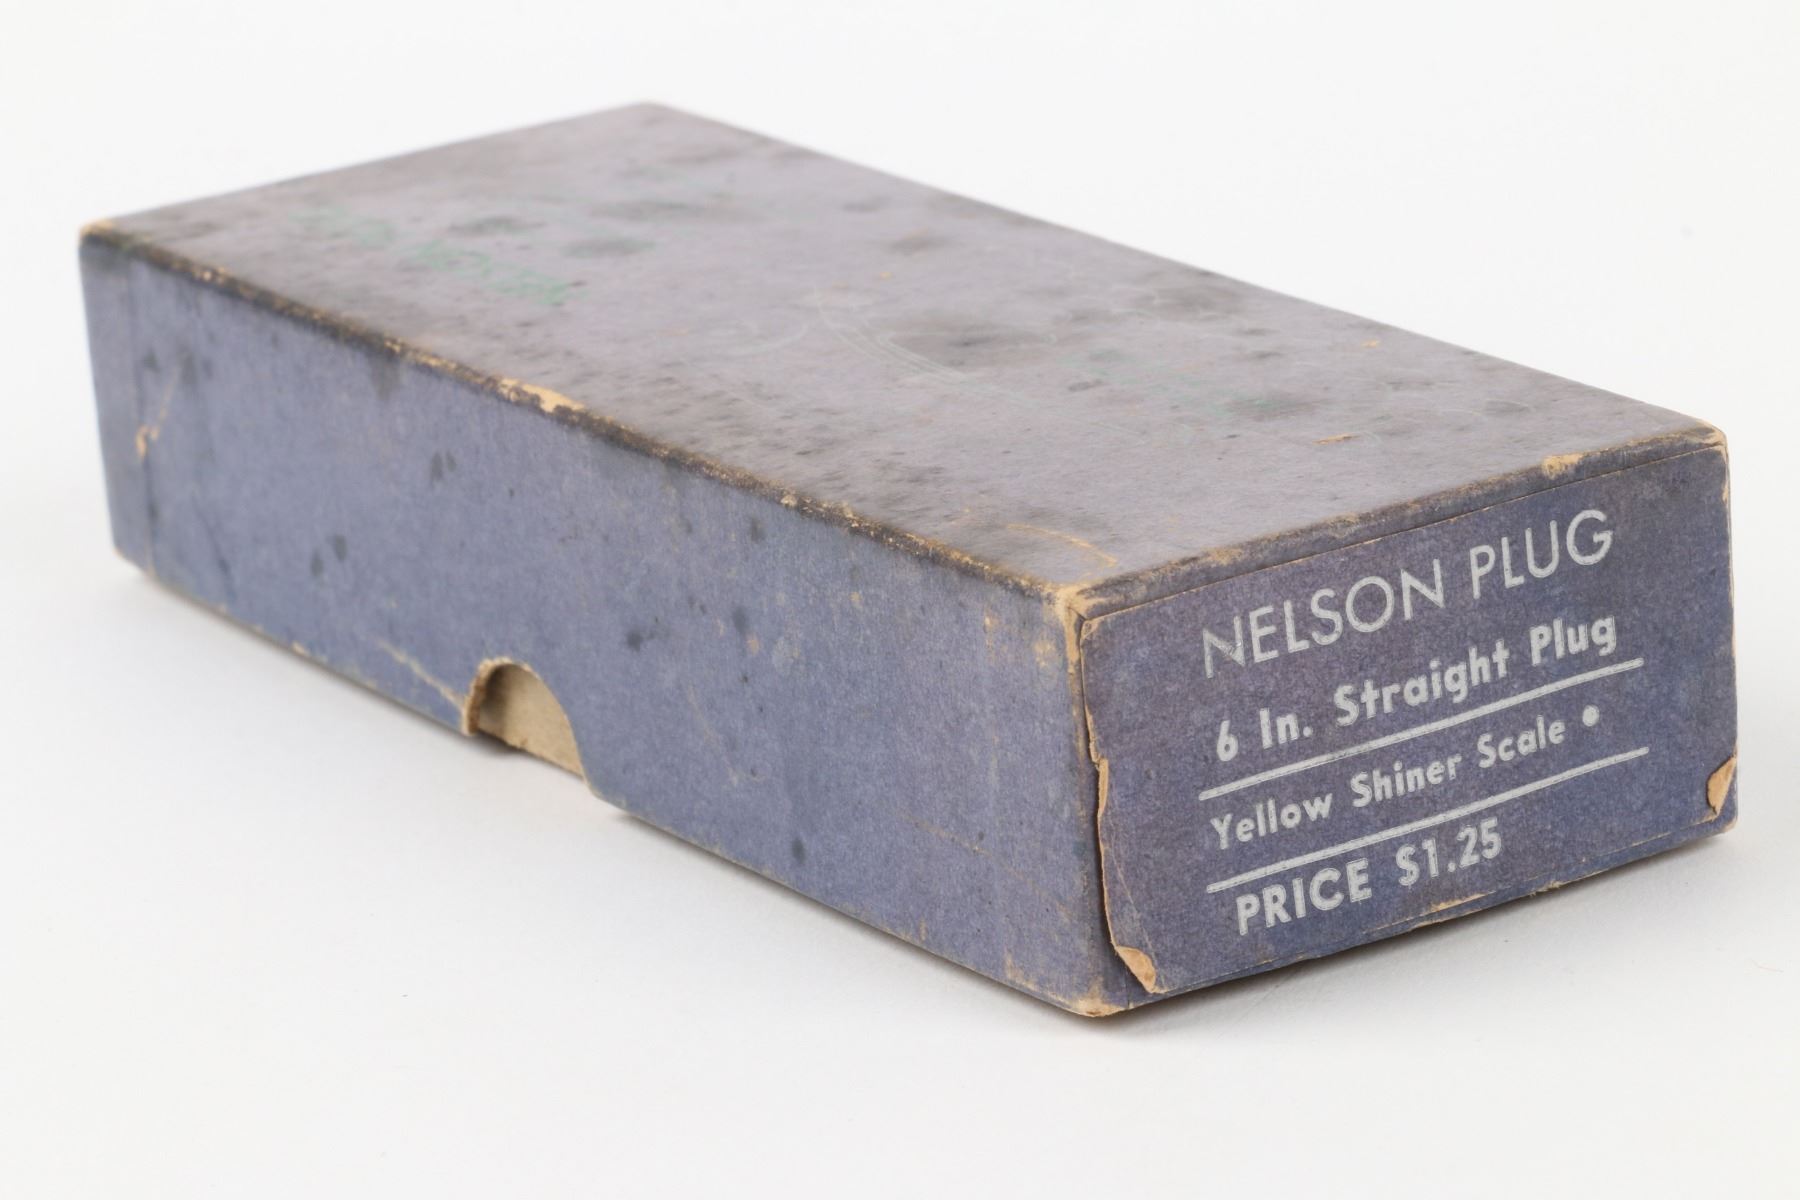 NELSON PLUG
6 In. Straight Plug
Yellow Shiner Scale •
PRICE $1.25